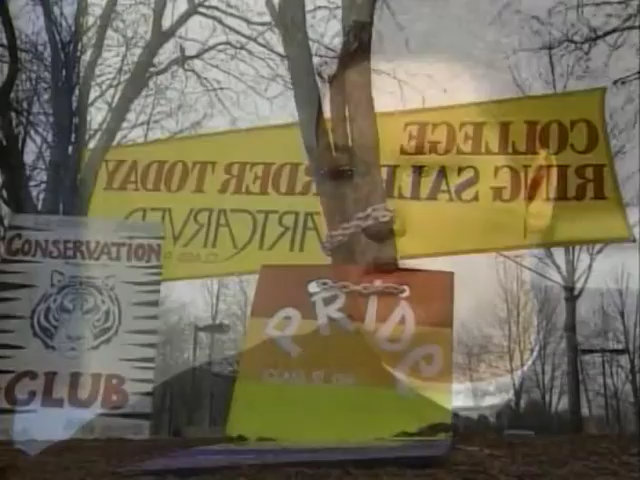 COLLEGE
RING SALE ORDER TODAY
ARTCARVED
CONSERVATION
CLUB
PRIDE